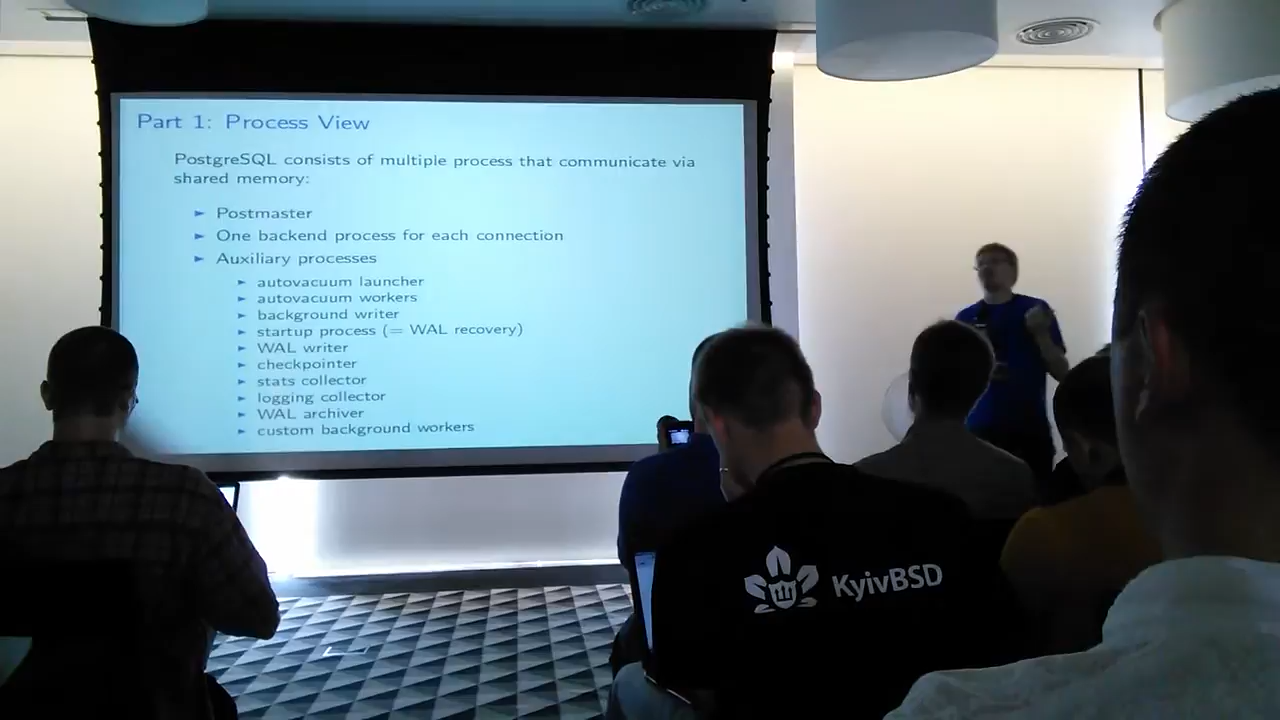 Part 1: Process View
PostgreSQL consists of multiple process that communicate via
shared memory:
► Postmaster
► One backend process for each connection
► Auxiliary processes
► autovacuum launcher
► autovacuum workers
► background writer
► startup process (= WAL recovery)
► WAL writer
► checkpointer
► stats collector
► logging collector
► WAL archiver
► custom background workers
KyivBSD